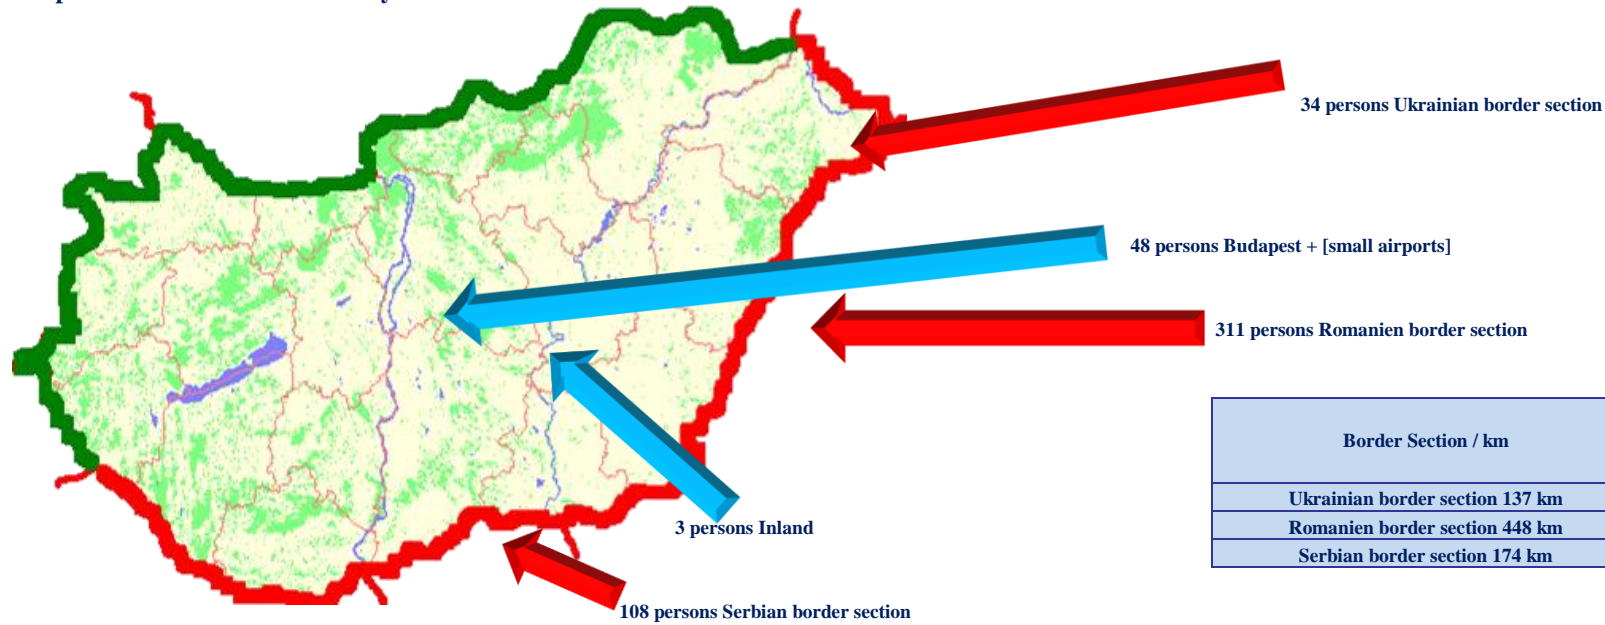 34 persons Ukrainian border section
48 persons Budapest + [small airports]
311 persons Romanien border section
Border Section / km
Ukrainian border section 137 km
Romanien border section 448 km
Serbian border section 174 km
3 persons Inland
108 persons Serbian border section